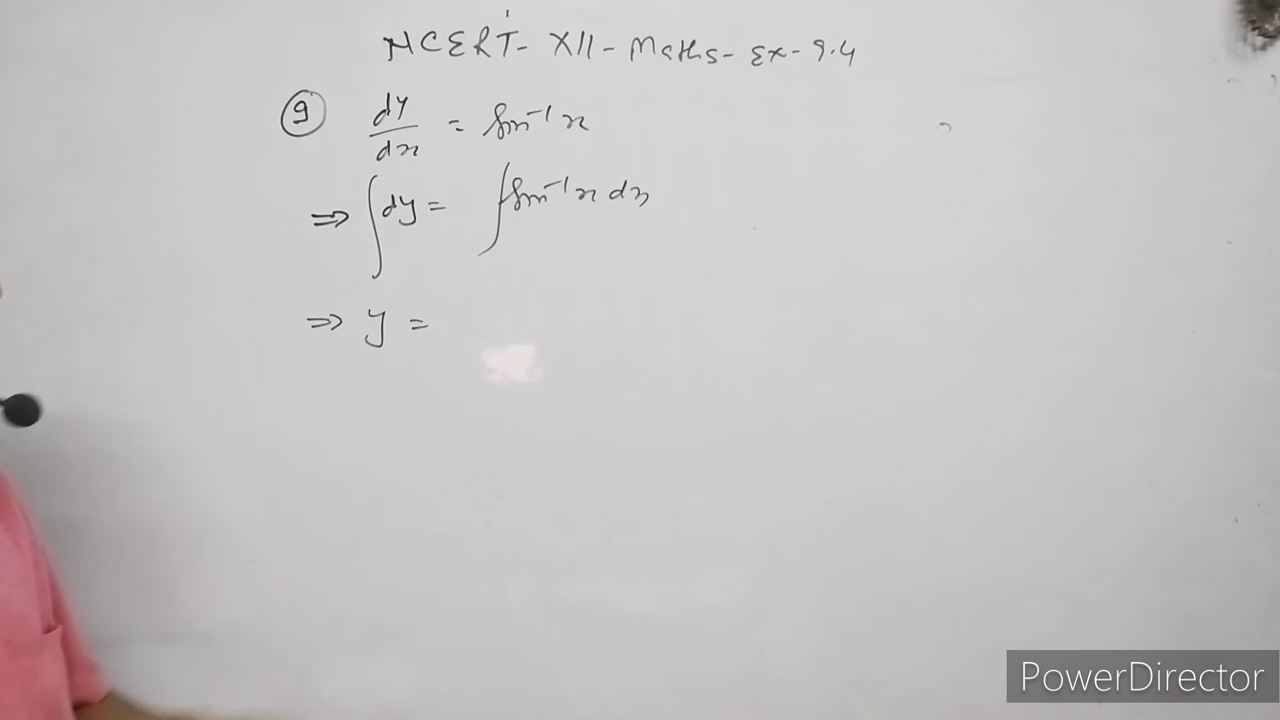 NCERT- XII - Maths- Ex- 9.4
9 dy/dx = Sin⁻¹x
⇒ ∫dy = ∫Sin⁻¹x dx
⇒ y =
PowerDirector